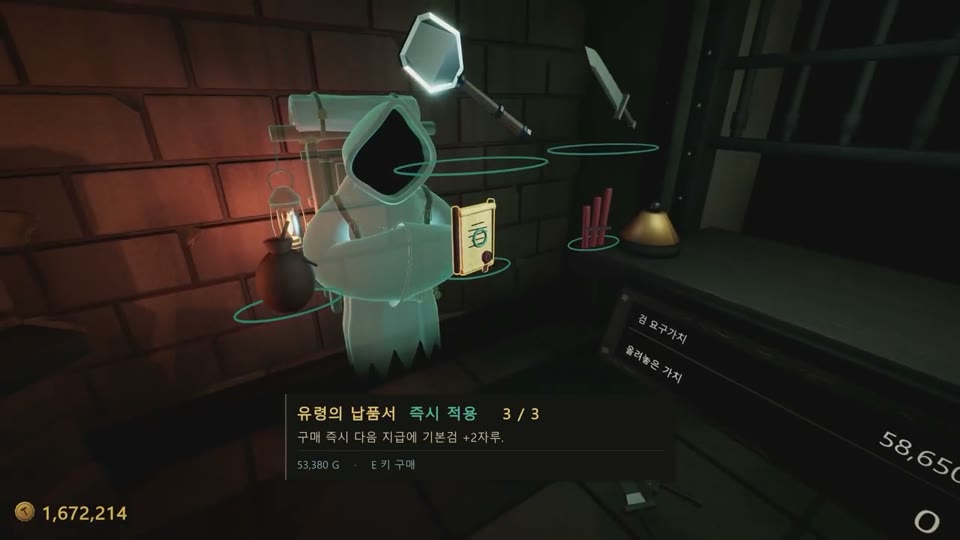 검 요구가치
올려놓은 가치
58,650
0
유령의 납품서 즉시 적용 3 / 3
구매 즉시 다음 지급에 기본검 +2자루.
53,380 G · E 키 구매
1,672,214